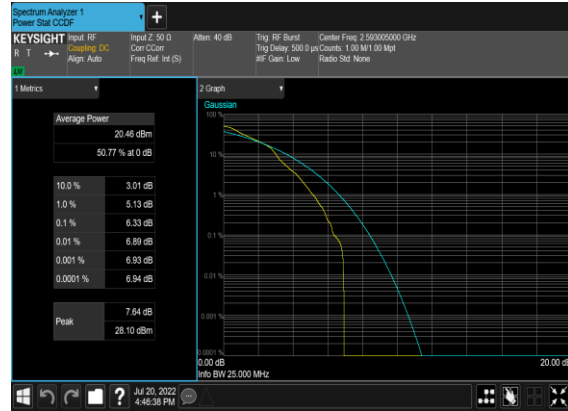 Spectrum Analyzer 1
Power Stat CCDF
+
KEYSIGHT
R T
LXI
Input: RF
Coupling: DC
Align: Auto
Input Z: 50 Ω
Corr CCorr
Freq Ref: Int (S)
Atten: 40 dB
Trig: RF Burst
Trig Delay: 500.0 µs
#IF Gain: Low
Center Freq: 2.593005000 GHz
Counts: 1.00 M/1.00 Mpt
Radio Std: None
1 Metrics
Average Power
20.46 dBm
50.77 % at 0 dB
10.0 % 3.01 dB
1.0 % 5.13 dB
0.1 % 6.33 dB
0.01 % 6.89 dB
0.001 % 6.93 dB
0.0001 % 6.94 dB
Peak
7.64 dB
28.10 dBm
2 Graph
Gaussian
100 %
10 %
1 %
0.1 %
0.01 %
0.001 %
0.0001 %
0.00 dB
20.00 dB
Info BW 25.000 MHz
?
Jul 20, 2022
4:46:38 PM